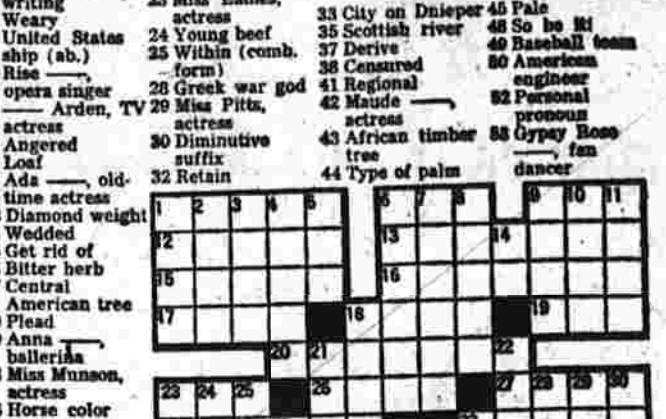 writing
Weary
United States
ship (ab.)
Rise ——,
opera singer
—— Arden, TV
actress
Angered
Loaf
Ada ——, old-
time actress
Diamond weight
Wedded
Get rid of
Bitter herb
Central
American tree
Plead
Anna ——,
ballerina
Miss Munson,
actress
Horse color
actress
24 Young beef
25 Within (comb.
form)
28 Greek war god
29 Miss Pitts,
actress
30 Diminutive
suffix
32 Retain
33 City on Dnieper
35 Scottish river
37 Derive
38 Censured
41 Regional
42 Maude ——,
actress
43 African timber
tree
44 Type of palm
45 Pale
48 So be it!
49 Baseball team
50 American
engineer
52 Personal
pronoun
53 Gypsy Rose
——, fan
dancer
1 2 3 4 5 6 7 8 9 10 11
12 13 14
15 16
17 18 19
20 21 22
23 24 25 26 27 28 29 30